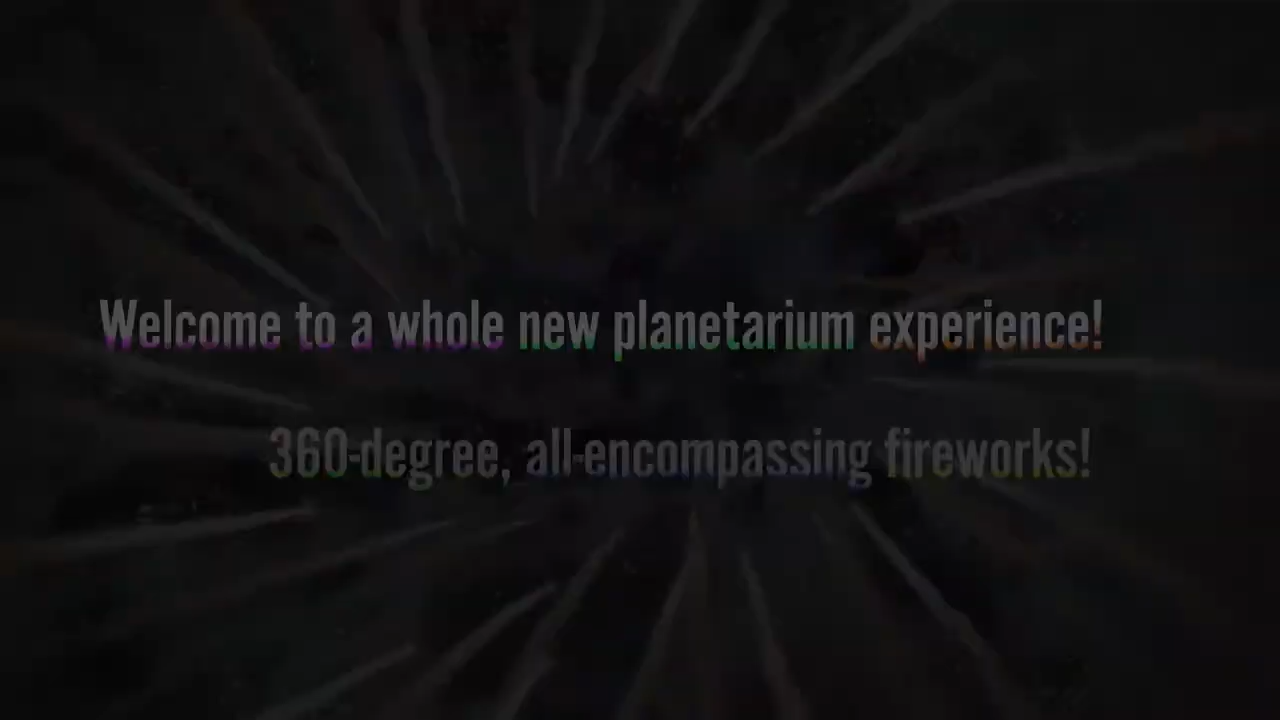 Welcome to a whole new planetarium experience!
360-degree, all-encompassing fireworks!